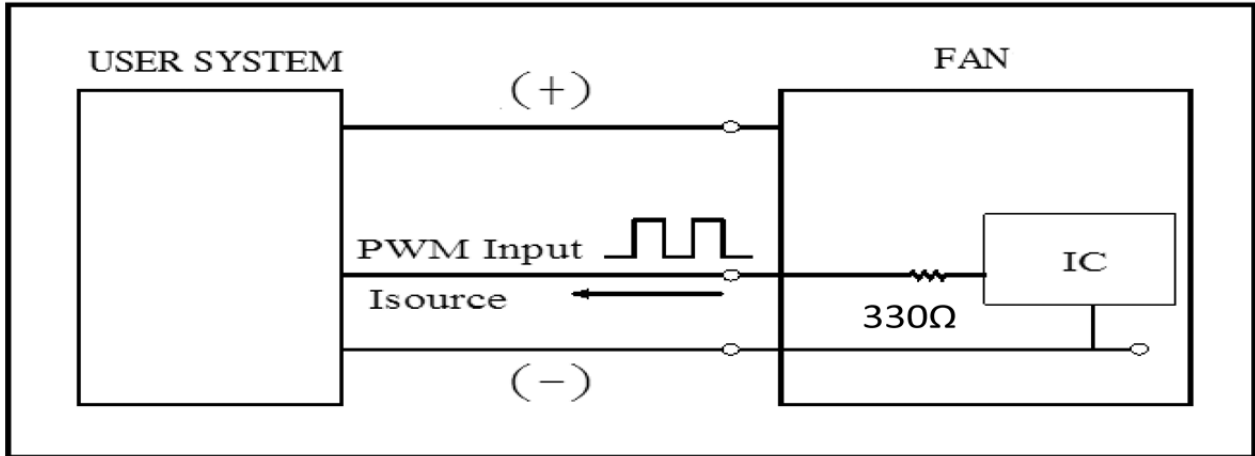 USER SYSTEM
FAN
(+)
PWM Input
IC
Isource
330Ω
(-)